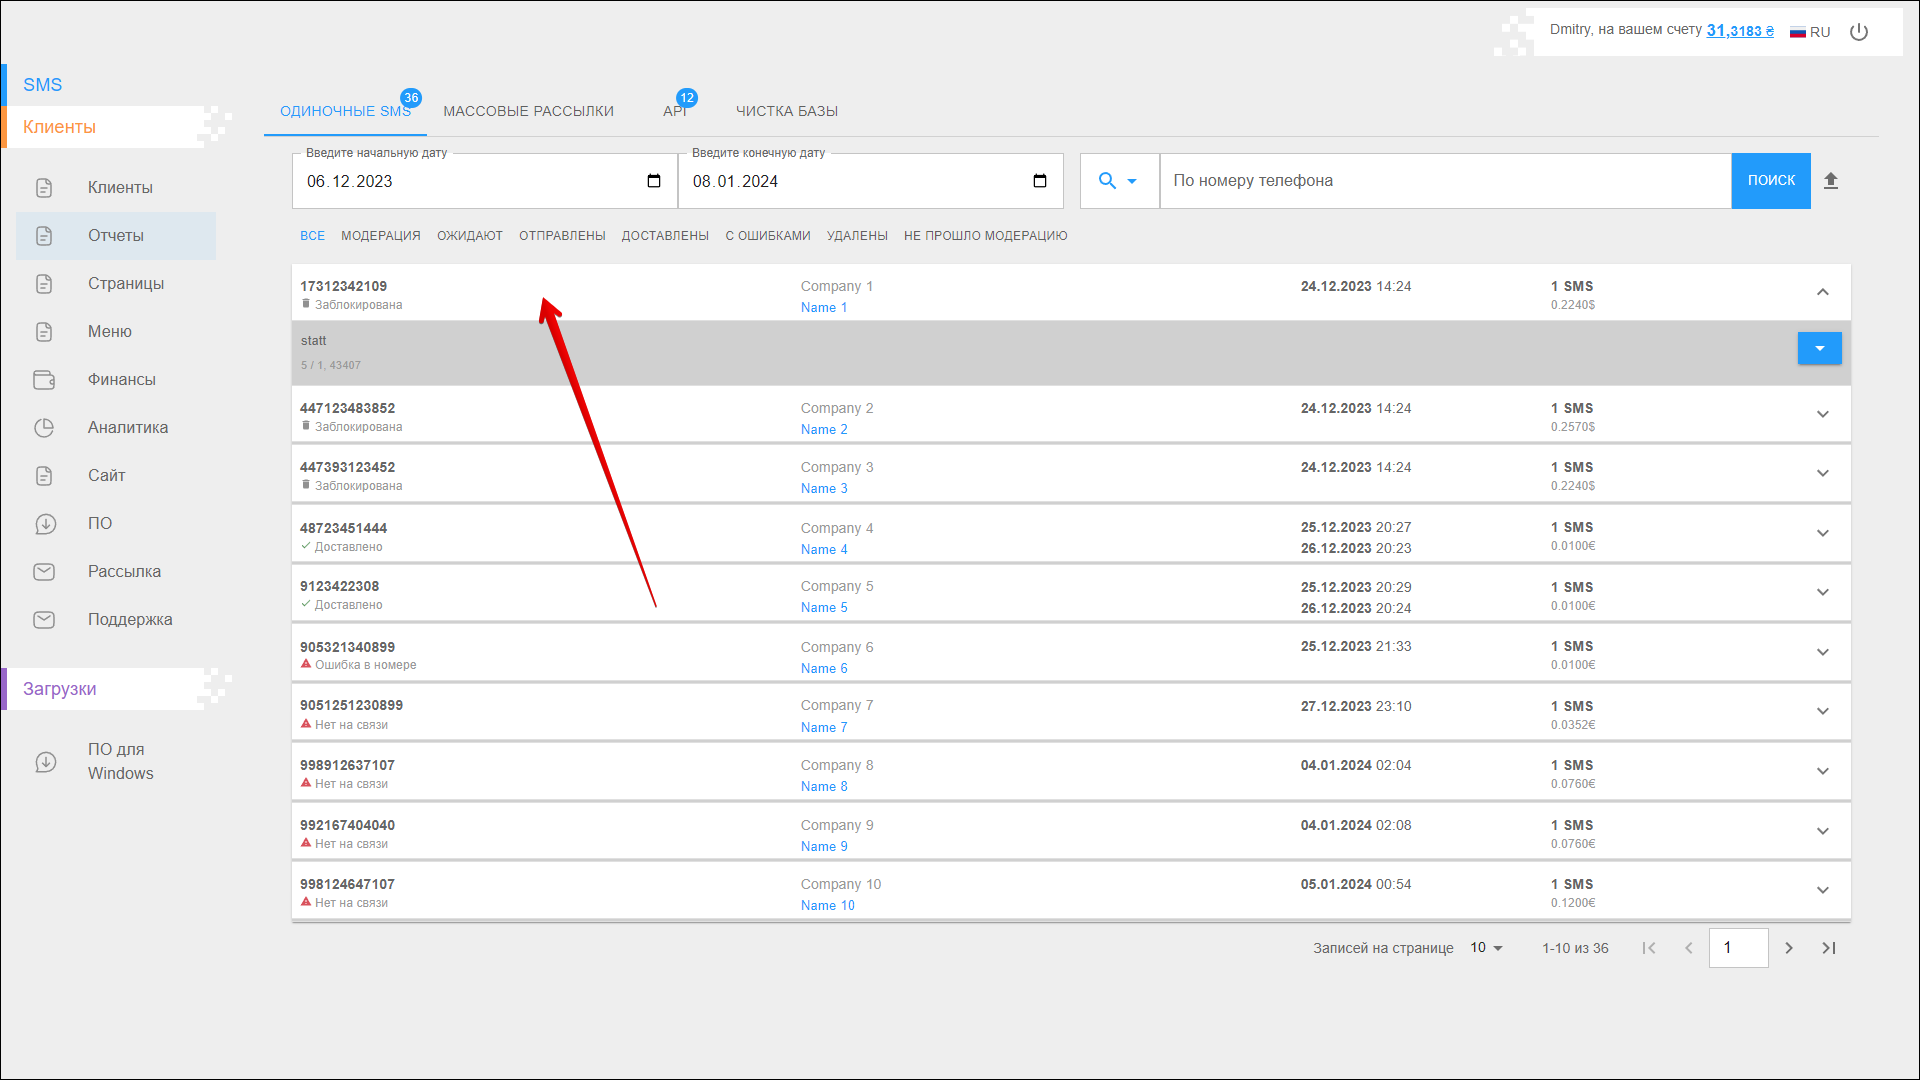 Dmitry, на вашем счету 31,3183 ₴ RU
SMS
Клиенты
Клиенты
Отчеты
Страницы
Меню
Финансы
Аналитика
Сайт
ПО
Рассылка
Поддержка
Загрузки
ПО для
Windows
ОДИНОЧНЫЕ SMS 36 МАССОВЫЕ РАССЫЛКИ API 12 ЧИСТКА БАЗЫ
Введите начальную дату Введите конечную дату
06.12.2023 08.01.2024 По номеру телефона ПОИСК
ВСЕ МОДЕРАЦИЯ ОЖИДАЮТ ОТПРАВЛЕНЫ ДОСТАВЛЕНЫ С ОШИБКАМИ УДАЛЕНЫ НЕ ПРОШЛО МОДЕРАЦИЮ
17312342109 Company 1 24.12.2023 14:24 1 SMS
Заблокирована Name 1 0.2240$
statt
5 / 1, 43407
447123483852 Company 2 24.12.2023 14:24 1 SMS
Заблокирована Name 2 0.2570$
447393123452 Company 3 24.12.2023 14:24 1 SMS
Заблокирована Name 3 0.2240$
48723451444 Company 4 25.12.2023 20:27 1 SMS
Доставлено Name 4 26.12.2023 20:23 0.0100€
9123422308 Company 5 25.12.2023 20:29 1 SMS
Доставлено Name 5 26.12.2023 20:24 0.0100€
905321340899 Company 6 25.12.2023 21:33 1 SMS
Ошибка в номере Name 6 0.0100€
9051251230899 Company 7 27.12.2023 23:10 1 SMS
Нет на связи Name 7 0.0352€
998912637107 Company 8 04.01.2024 02:04 1 SMS
Нет на связи Name 8 0.0760€
992167404040 Company 9 04.01.2024 02:08 1 SMS
Нет на связи Name 9 0.0760€
998124647107 Company 10 05.01.2024 00:54 1 SMS
Нет на связи Name 10 0.1200€
Записей на странице 10 1-10 из 36 1